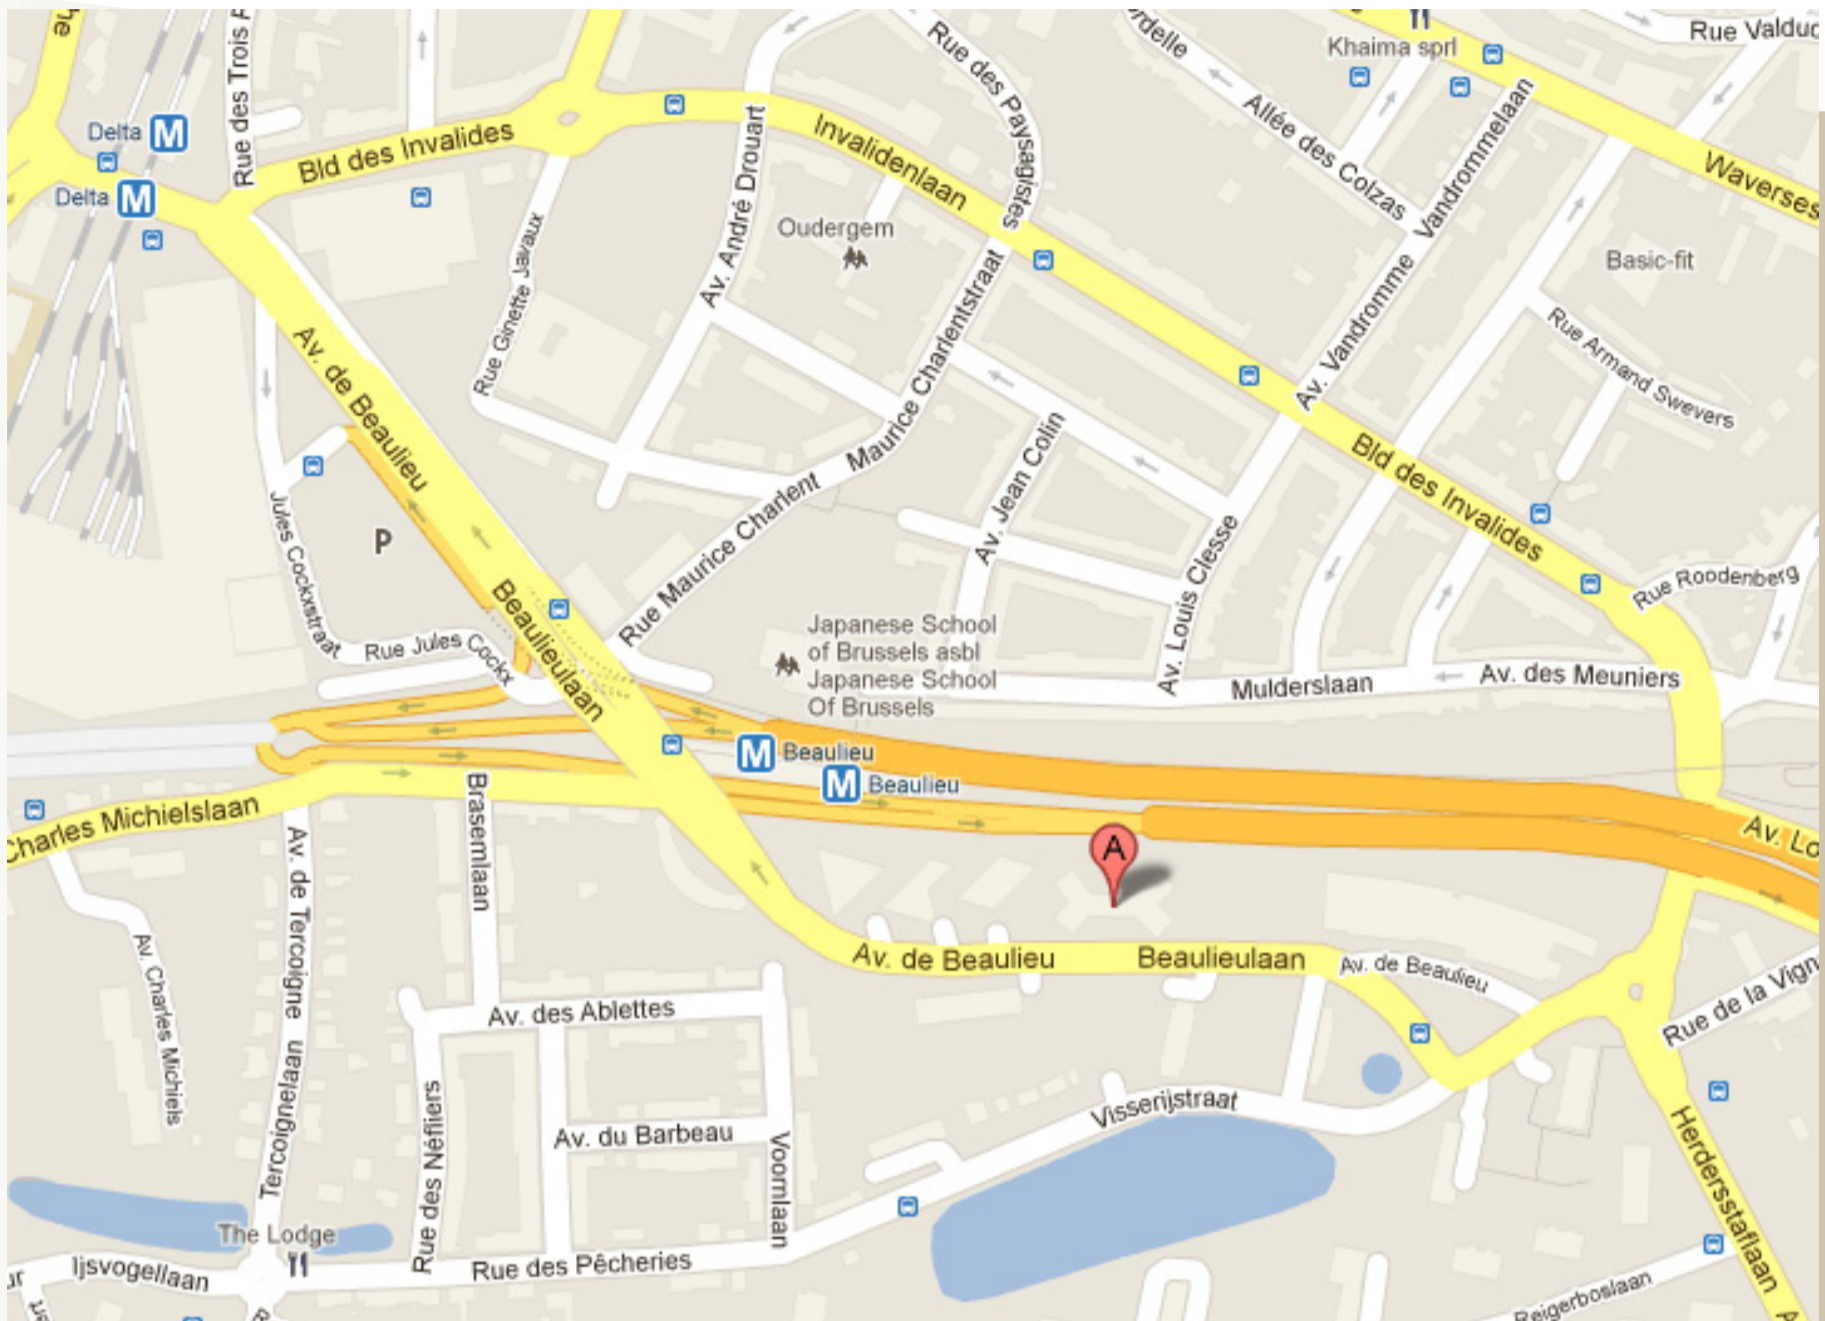 Rue des Trois
Rue des Paysagistes
Khaima sprl
Rue
Delta
M
Bld des Invalides
Invalidenlaan
Av. André Drouart
Allée des Colzas
Vandrommelaan
Delta
M
Oudergem
Basic-fit
Rue Ginette Javaux
Maurice Charlentstraat
Av. Vandromme
Rue Armand Swevers
Av. de Beaulieu
Av. Jean Colin
Bld des Invalides
Jules Cockxstraat
P
Rue Maurice Charlent
Av. Louis Clesse
Rue Roodenberg
Beaulieulaan
Rue Jules Cockx
Japanese School
of Brussels asbl
Japanese School
Of Brussels
Mulderslaan
Av. des Meuniers
M
Beaulieu
M
Beaulieu
Charles Michielslaan
Brasemlaan
A
Av.
Av. de Tercoigne
Av. de Beaulieu
Beaulieulaan
Av. de Beaulieu
Av. Charles Michiels
Av. des Ablettes
Rue de la
Tercoignelaan
Rue des Néfliers
Av. du Barbeau
Voornlaan
Visserijstraat
Herdersstaflaan
The Lodge
Ijsvogellaan
Rue des Pêcheries
Reigerboslaan